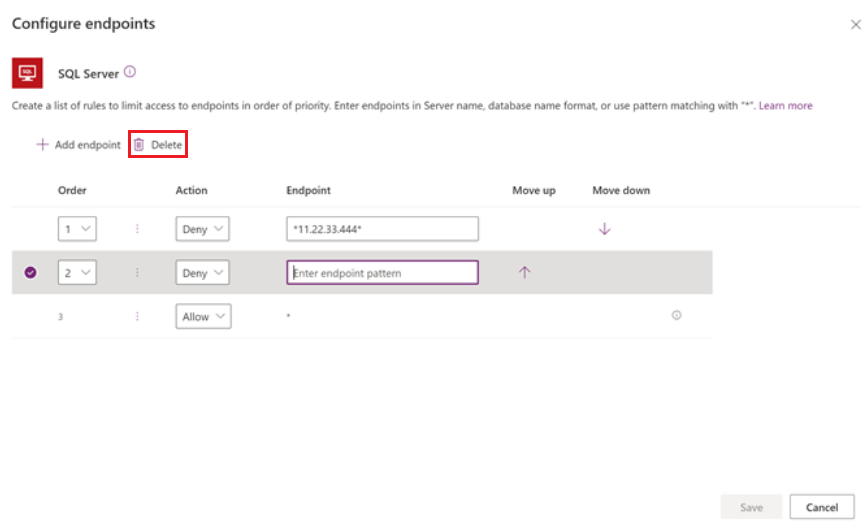 Configure endpoints
SQL
SQL Server
Create a list of rules to limit access to endpoints in order of priority. Enter endpoints in Server name, database name format, or use pattern matching with "*". Learn more
Add endpoint Delete
Order Action Endpoint Move up Move down
1 Deny *11.22.33.444*
2 Deny Enter endpoint pattern
3 Allow *
Save Cancel